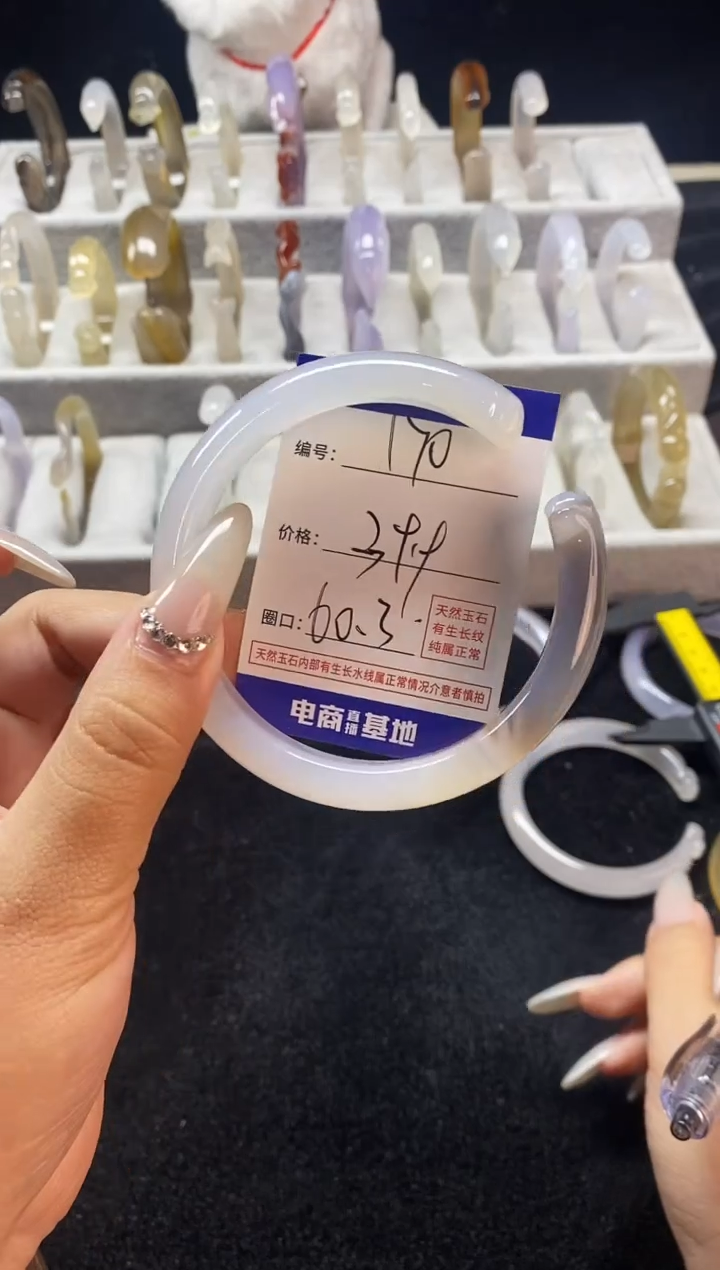 编号：190
价格：344
圈口：60.3
天然玉石
有生长纹
纯属正常
天然玉石内部有生长水线属正常情况介意者慎拍
电商直播基地